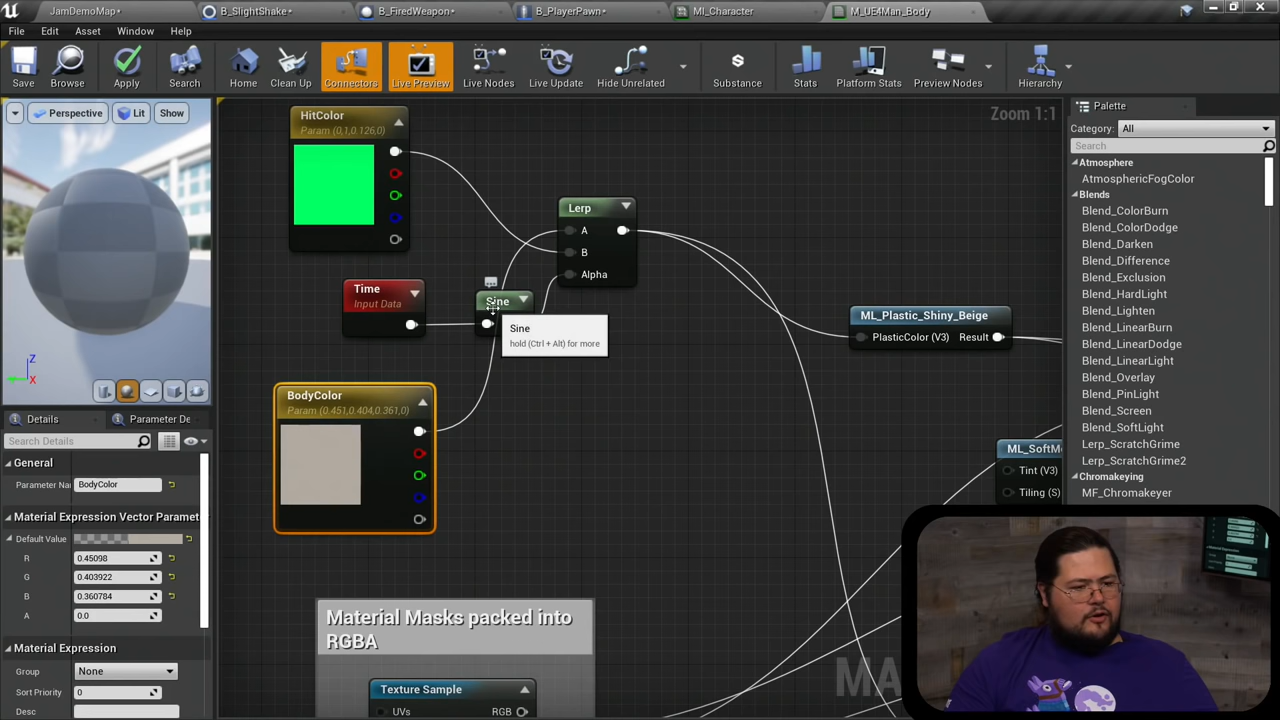 JamDemoMap•
B_SlightShake•
B_FiredWeapon•
B_PlayerPawn•
MI_Character
M_UE4Man_Body
File Edit Asset Window Help
Save Browse Apply Search Home Clean Up Connectors Live Preview Live Nodes Live Update Hide Unrelated Substance Stats Platform Stats Preview Nodes Hierarchy
Perspective Lit Show
Zoom 1:1
HitColor
Param (0,1,0.126,0)
Lerp
A
B
Alpha
Time
Input Data
Sine
Sine
hold (Ctrl + Alt) for more
BodyColor
Param (0.451,0.404,0.361,0)
ML_Plastic_Shiny_Beige
PlasticColor (V3) Result
Tint (V3)
Tiling (S)
Material Masks packed into
RGBA
Texture Sample
UVs RGB
Z
X
Details Parameter De
Search Details
General
BodyColor
Material Expression Vector Paramet
Default Value
R 0.45098
G 0.403922
B 0.360784
A 0.0
Material Expression
Group None
Sort Priority 0
Desc
Palette
Category: All
Search
Atmosphere
AtmosphericFogColor
Blends
Blend_ColorBurn
Blend_ColorDodge
Blend_Darken
Blend_Difference
Blend_Exclusion
Blend_HardLight
Blend_Lighten
Blend_LinearBurn
Blend_LinearDodge
Blend_LinearLight
Blend_Overlay
Blend_PinLight
Blend_Screen
Blend_SoftLight
Lerp_ScratchGrime
Lerp_ScratchGrime2
Chromakeying
MF_Chromakeyer